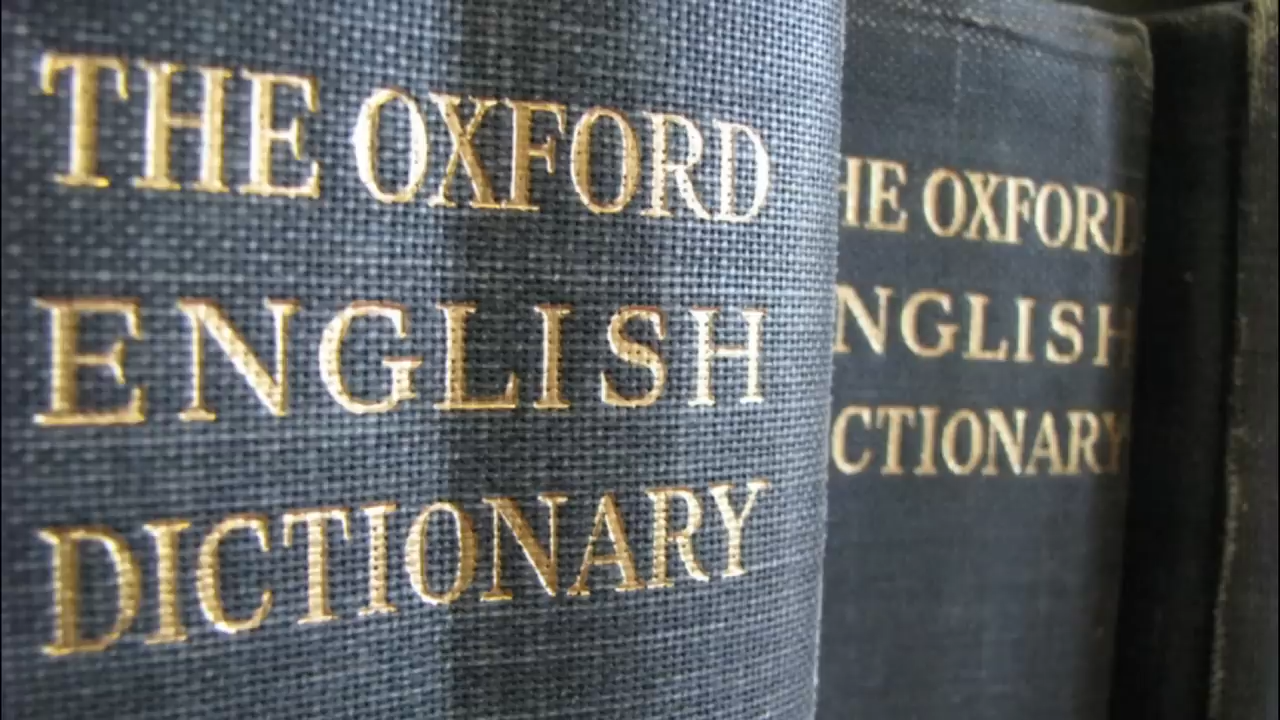 THE OXFORD
ENGLISH
DICTIONARY
HE OXFORD
NGLISH
CTIONARY